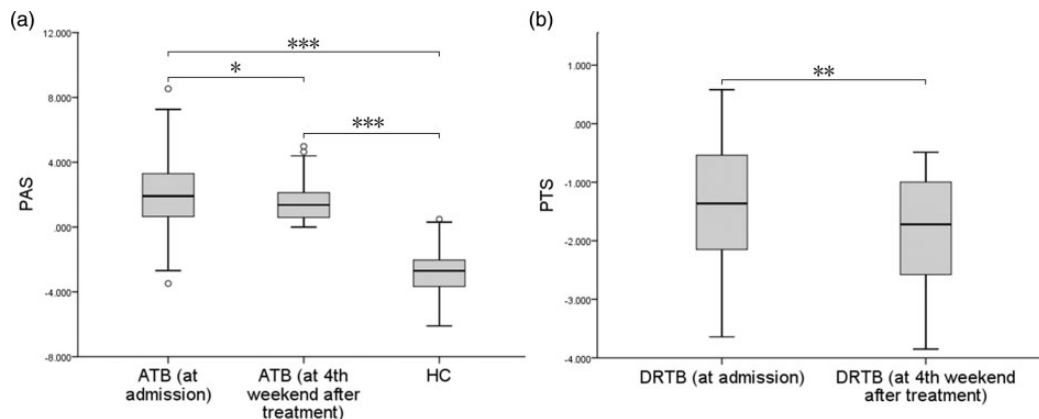 (a)
12.000
8.000
4.000
.000
-4.000
-8.000
PAS
***
*
***
ATB (at
admission)
ATB (at 4th
weekend after
treatment)
HC
(b)
1.000
.000
-1.000
-2.000
-3.000
-4.000
PTS
**
DRTB (at admission)
DRTB (at 4th weekend
after treatment)